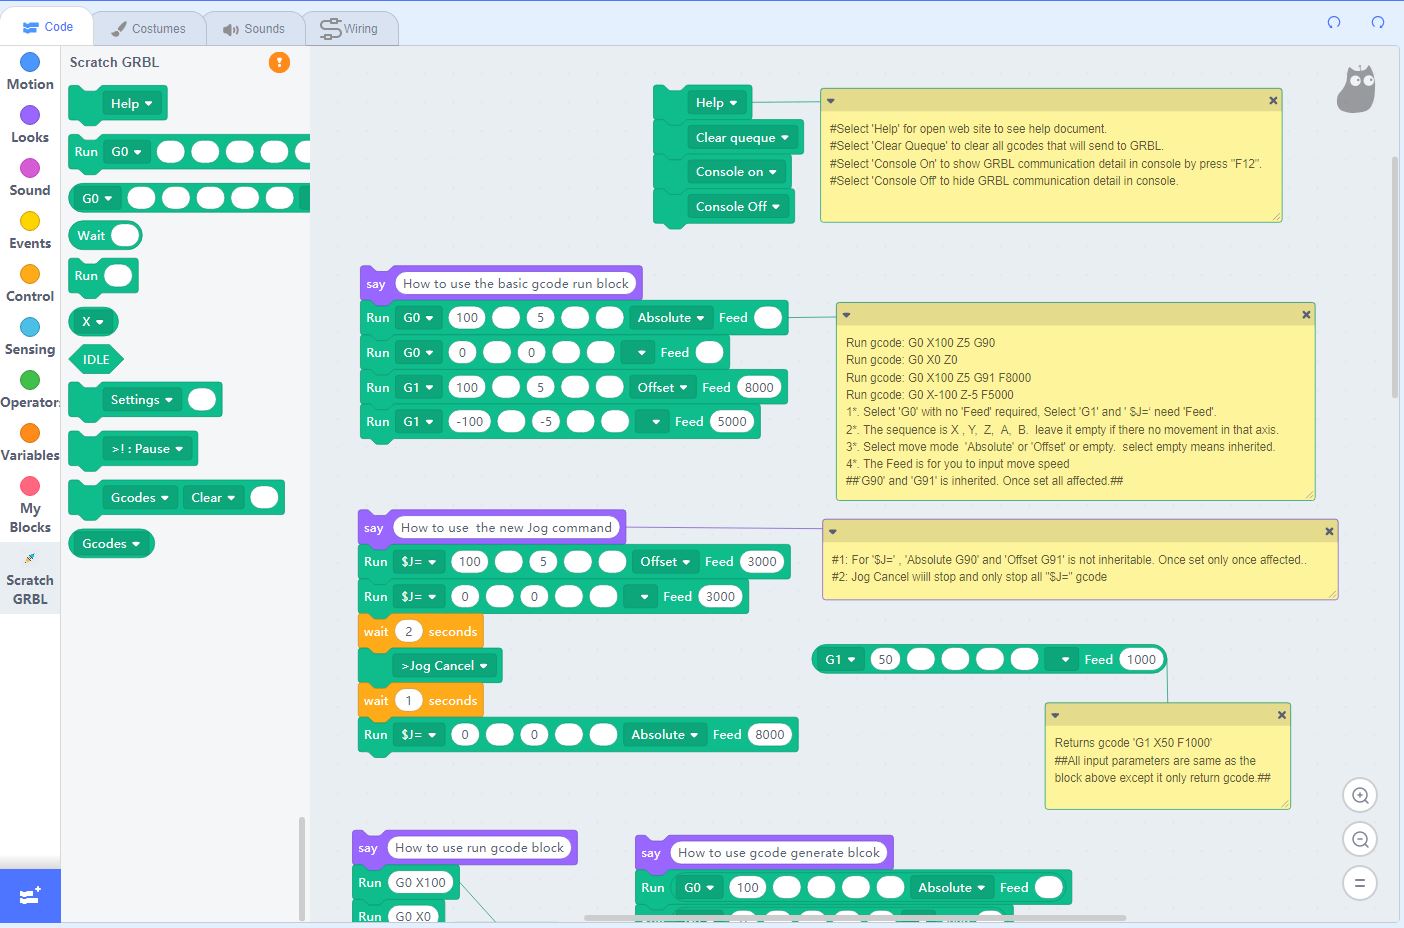 Code
Costumes
Sounds
Wiring
Motion
Looks
Sound
Events
Control
Sensing
Operator
Variables
My
Blocks
Scratch
GRBL
Scratch GRBL
Help
Run G0
G0
Wait
Run
X
IDLE
Settings
>! : Pause
Gcodes Clear
Gcodes
Help
Clear queque
Console on
Console Off
#Select 'Help' for open web site to see help document.
#Select 'Clear Queque' to clear all gcodes that will send to GRBL.
#Select 'Console On' to show GRBL communication detail in console by press "F12".
#Select 'Console Off' to hide GRBL communication detail in console.
say How to use the basic gcode run block
Run G0 100 5 Absolute Feed
Run G0 0 0 Feed
Run G1 100 5 Offset Feed 8000
Run G1 -100 -5 Feed 5000
Run gcode: G0 X100 Z5 G90
Run gcode: G0 X0 Z0
Run gcode: G0 X100 Z5 G91 F8000
Run gcode: G0 X-100 Z-5 F5000
1*. Select 'G0' with no 'Feed' required, Select 'G1' and ' $J=' need 'Feed'.
2*. The sequence is X , Y, Z, A, B. leave it empty if there no movement in that axis.
3*. Select move mode 'Absolute' or 'Offset' or empty. select empty means inherited.
4*. The Feed is for you to input move speed
##'G90' and 'G91' is inherited. Once set all affected.##
say How to use the new Jog command
Run $J= 100 5 Offset Feed 3000
Run $J= 0 0 Feed 3000
wait 2 seconds
>Jog Cancel
wait 1 seconds
Run $J= 0 0 Absolute Feed 8000
#1: For '$J=' , 'Absolute G90' and 'Offset G91' is not inheritable. Once set only once affected..
#2: Jog Cancel wiill stop and only stop all "$J=" gcode
G1 50 Feed 1000
Returns gcode 'G1 X50 F1000'
##All input parameters are same as the
block above except it only return gcode.##
say How to use run gcode block
Run G0 X100
Run G0 X0
say How to use gcode generate blcok
Run G0 100 Absolute Feed